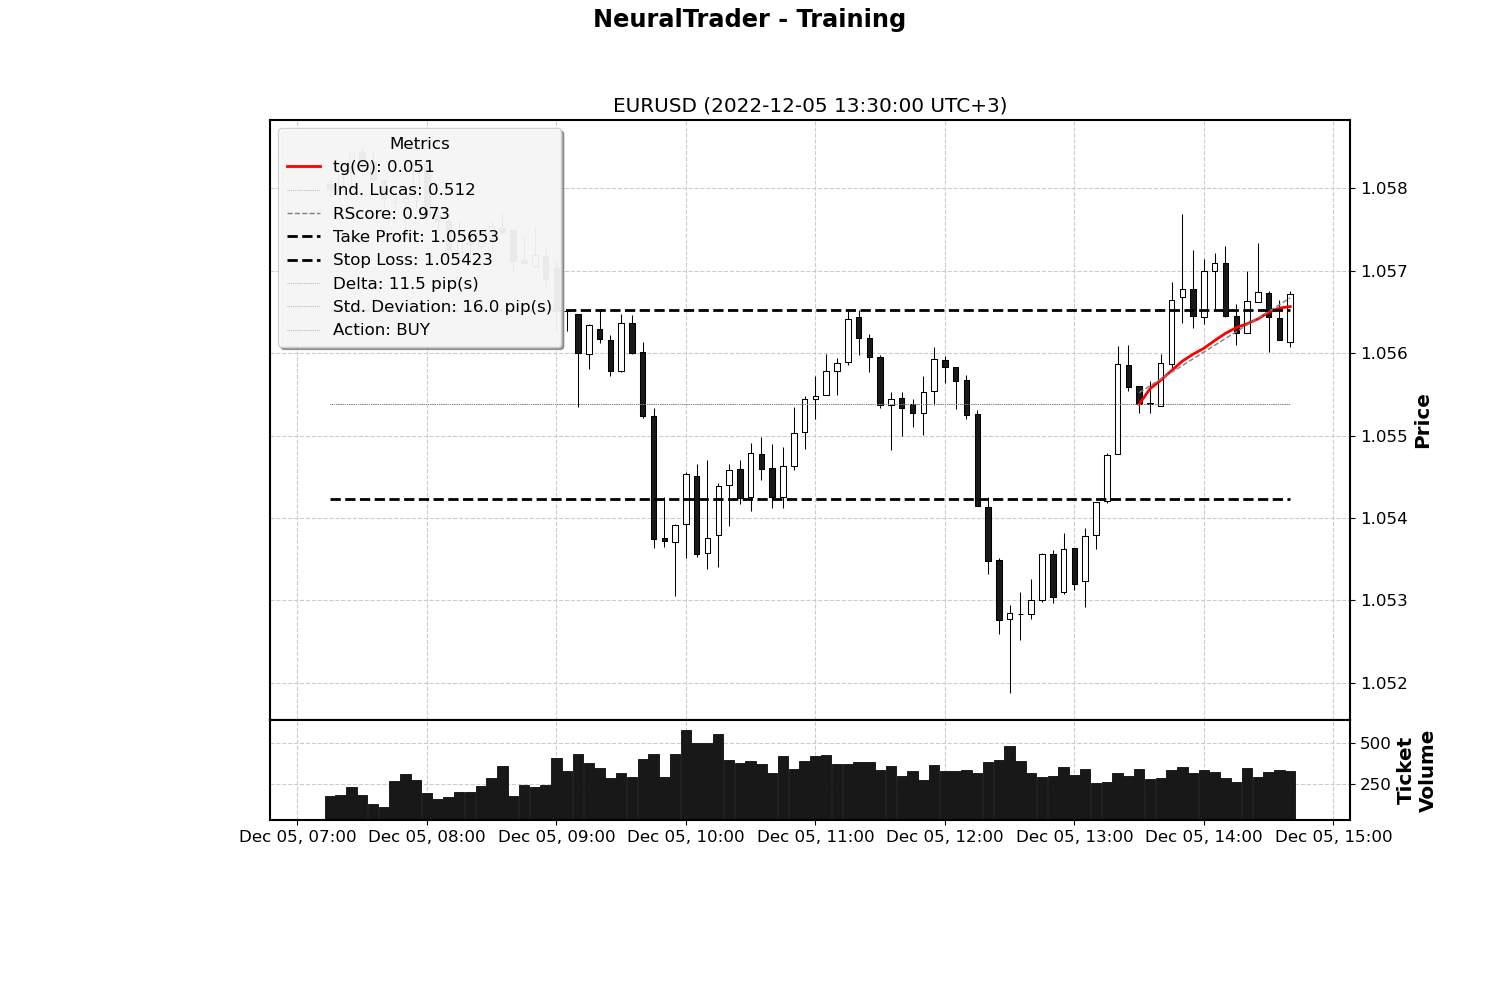 NeuralTrader - Training
EURUSD (2022-12-05 13:30:00 UTC+3)
Metrics
tg(Θ): 0.051
Ind. Lucas: 0.512
RScore: 0.973
Take Profit: 1.05653
Stop Loss: 1.05423
Delta: 11.5 pip(s)
Std. Deviation: 16.0 pip(s)
Action: BUY
1.058
1.057
1.056
1.055
1.054
1.053
1.052
Price
500
250
Ticket
Volume
Dec 05, 07:00 Dec 05, 08:00 Dec 05, 09:00 Dec 05, 10:00 Dec 05, 11:00 Dec 05, 12:00 Dec 05, 13:00 Dec 05, 14:00 Dec 05, 15:00